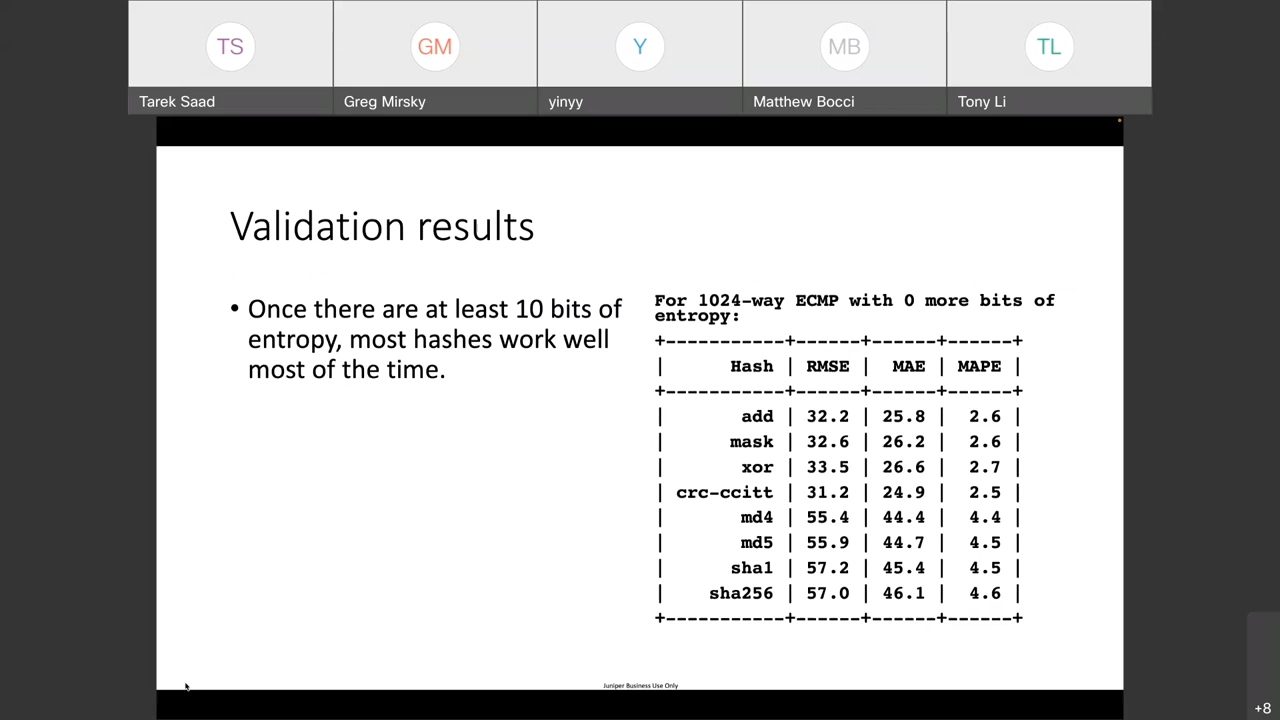 TS
GM
Y
MB
TL
Tarek Saad
Greg Mirsky
yinyy
Matthew Bocci
Tony Li
Validation results
• Once there are at least 10 bits of
entropy, most hashes work well
most of the time.
For 1024-way ECMP with 0 more bits of
entropy:
+-----------+------+------+------+
| Hash | RMSE | MAE | MAPE |
+-----------+------+------+------+
| add | 32.2 | 25.8 | 2.6 |
| mask | 32.6 | 26.2 | 2.6 |
| xor | 33.5 | 26.6 | 2.7 |
| crc-ccitt | 31.2 | 24.9 | 2.5 |
| md4 | 55.4 | 44.4 | 4.4 |
| md5 | 55.9 | 44.7 | 4.5 |
| sha1 | 57.2 | 45.4 | 4.5 |
| sha256 | 57.0 | 46.1 | 4.6 |
+-----------+------+------+------+
Juniper Business Use Only
+8